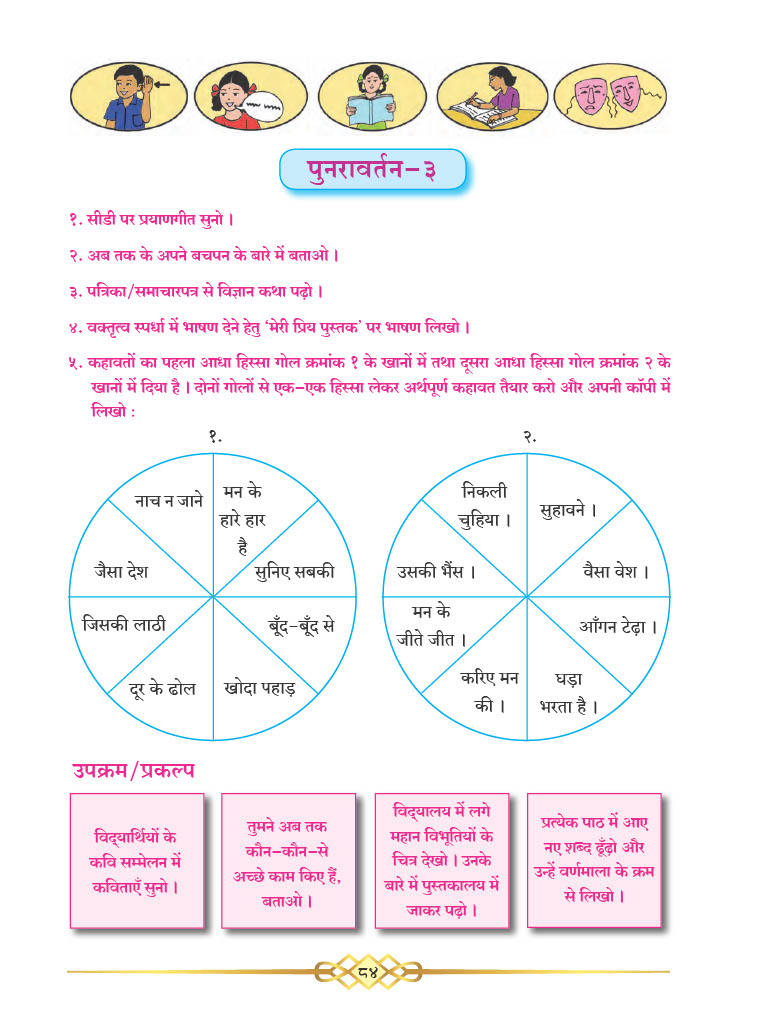 पुनरावर्तन–३
१. सीडी पर प्रयाणगीत सुनो ।
२. अब तक के अपने बचपन के बारे में बताओ ।
३. पत्रिका/समाचारपत्र से विज्ञान कथा पढ़ो ।
४. वक्तृत्व स्पर्धा में भाषण देने हेतु ‘मेरी प्रिय पुस्तक’ पर भाषण लिखो ।
५. कहावतों का पहला आधा हिस्सा गोल क्रमांक १ के खानों में तथा दूसरा आधा हिस्सा गोल क्रमांक २ के
खानों में दिया है । दोनों गोलों से एक–एक हिस्सा लेकर अर्थपूर्ण कहावत तैयार करो और अपनी कॉपी में
लिखो :
१.
नाच न जाने
मन के
हारे हार
है
जैसा देश
सुनिए सबकी
जिसकी लाठी
बूँद–बूँद से
दूर के ढोल
खोदा पहाड़
२.
निकली
चुहिया ।
सुहावने ।
उसकी भैंस ।
वैसा वेश ।
मन के
जीते जीत ।
आँगन टेढ़ा ।
करिए मन
की ।
घड़ा
भरता है ।
उपक्रम/प्रकल्प
विद्यार्थियों के
कवि सम्मेलन में
कविताएँ सुनो ।
तुमने अब तक
कौन–कौन–से
अच्छे काम किए हैं,
बताओ ।
विद्यालय में लगे
महान विभूतियों के
चित्र देखो । उनके
बारे में पुस्तकालय में
जाकर पढ़ो ।
प्रत्येक पाठ में आए
नए शब्द ढूँढ़ो और
उन्हें वर्णमाला के क्रम
से लिखो ।
८४